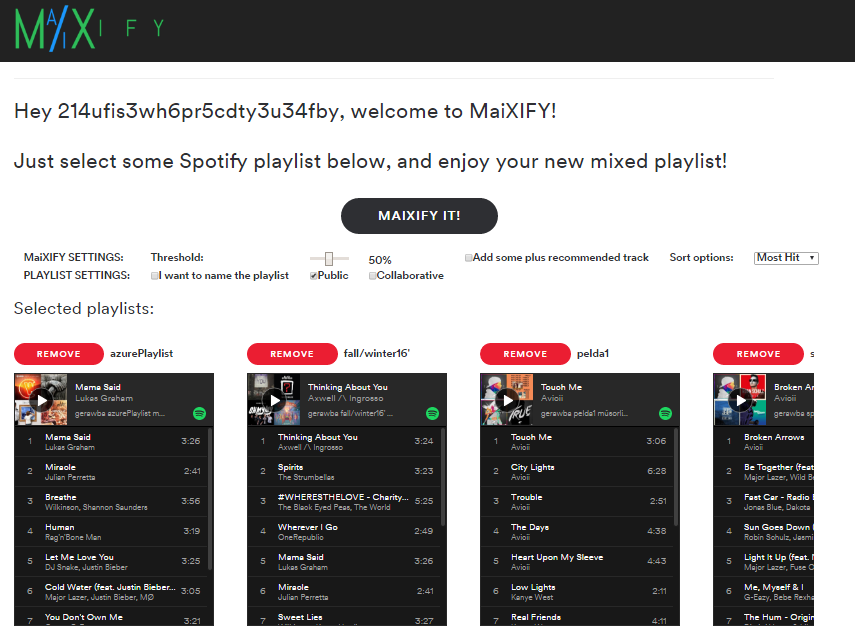 MAiXIFY
Hey 214ufis3wh6pr5cdty3u34fby, welcome to MaiXIFY!
Just select some Spotify playlist below, and enjoy your new mixed playlist!
MAIXIFY IT!
MaiXIFY SETTINGS: Threshold: 50% Add some plus recommended track Sort options: Most Hit
PLAYLIST SETTINGS: I want to name the playlist Public Collaborative
Selected playlists:
REMOVE azurePlaylist
Mama Said
Lukas Graham
gerawba azurePlaylist m...
1 Mama Said 3:26
Lukas Graham
2 Miracle 2:41
Julian Perretta
3 Breathe 3:56
Wilkinson, Shannon Saunders
4 Human 3:19
Rag'n'Bone Man
5 Let Me Love You 3:25
DJ Snake, Justin Bieber
6 Cold Water (feat. Justin Bieber... 3:05
Major Lazer, Justin Bieber, MØ
7 You Don't Own Me 3:21
REMOVE fall/winter16'
Thinking About You
Axwell /\ Ingrosso
gerawba fall/winter16' ...
1 Thinking About You 3:24
Axwell /\ Ingrosso
2 Spirits 3:23
The Strumbellas
3 #WHERESTHELOVE - Charity... 5:25
The Black Eyed Peas, The World
4 Wherever I Go 2:49
OneRepublic
5 Mama Said 3:26
Lukas Graham
6 Miracle 2:41
Julian Perretta
7 Sweet Lies 3:27
REMOVE pelda1
Touch Me
Avicii
gerawba pelda1 műsorli...
1 Touch Me 3:06
Avicii
2 City Lights 6:28
Avicii
3 Trouble 2:51
Avicii
4 The Days 4:38
Avicii
5 Heart Upon My Sleeve 4:43
Avicii
6 Low Lights 2:11
Kanye West
7 Real Friends 4:11
REMOVE s
Broken Ar
Avicii
gerawba sp
1 Broken Arrows
Avicii
2 Be Together (feat
Major Lazer, Wild B
3 Fast Car - Radio
Jonas Blue, Dakota
4 Sun Goes Down
Robin Schulz, Jasmi
5 Light It Up (feat.
Major Lazer, Fuse O
6 Me, Myself & I
G-Eazy, Bebe Rexha
7 The Hum - Origin